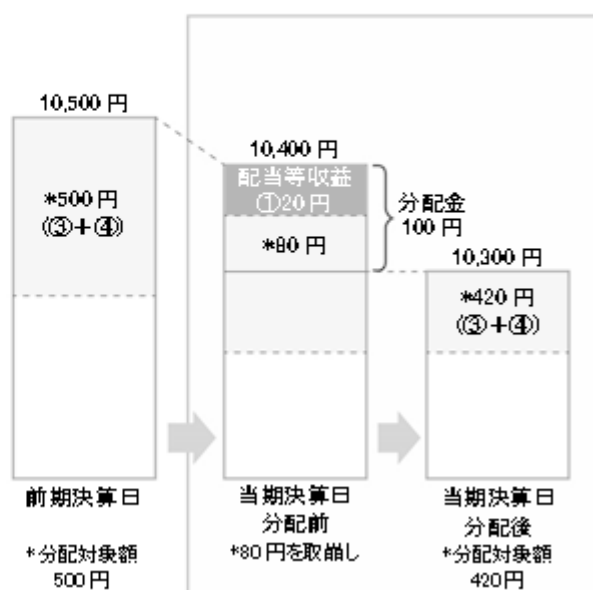 10,500 円
*500 円
(③+④)
前期決算日
*分配対象額
500 円
10,400 円
配当等収益
①20 円
*80 円
分配金
100 円
当期決算日
分配前
*80 円を取崩し
10,300 円
*420 円
(③+④)
当期決算日
分配後
*分配対象額
420円